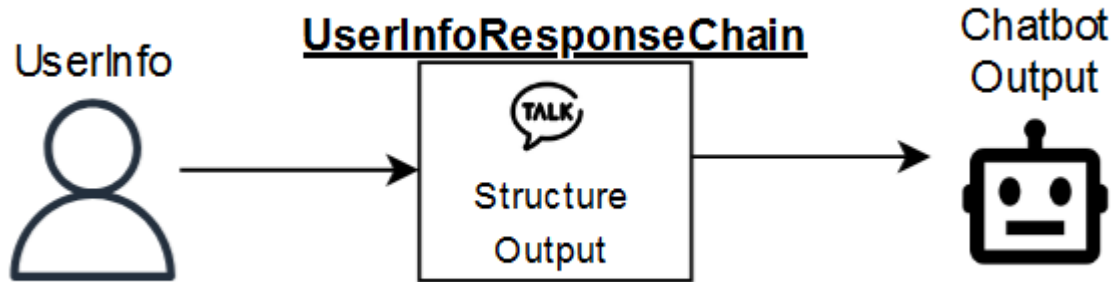 UserInfo
UserInfoResponseChain
TALK
Structure
Output
Chatbot
Output